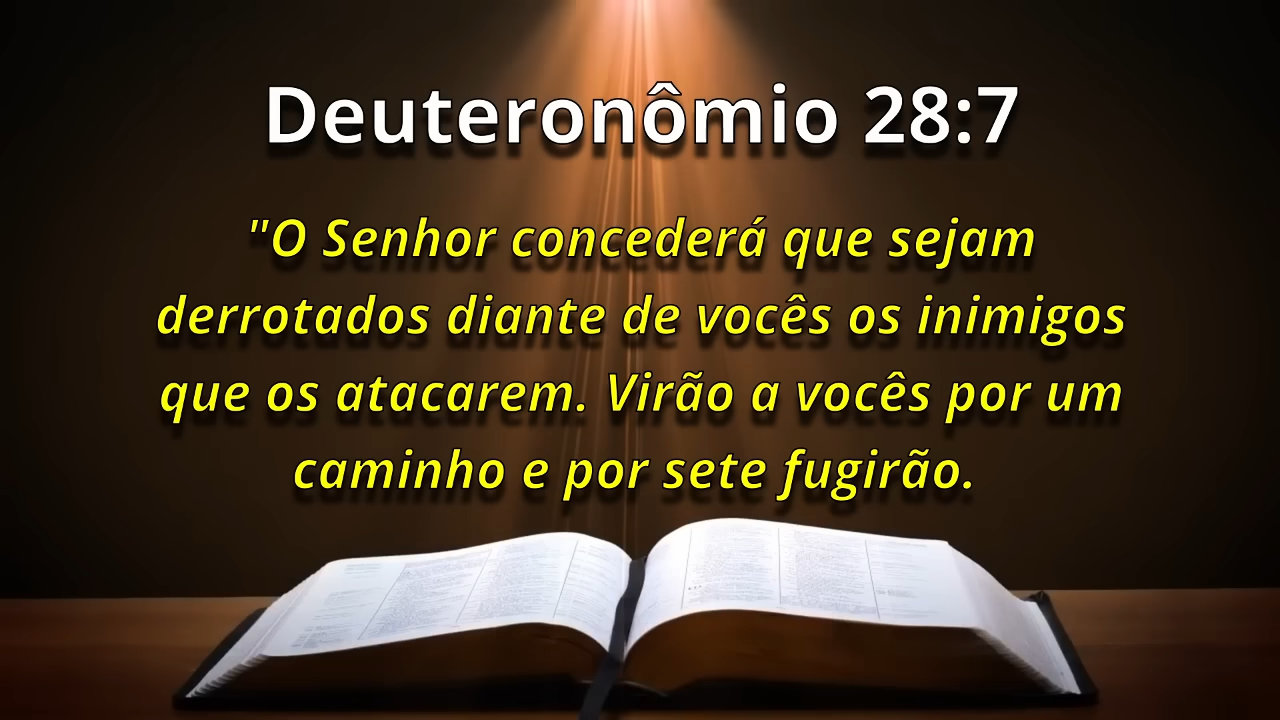 Deuteronômio 28:7
"O Senhor concederá que sejam
derrotados diante de vocês os inimigos
que os atacarem. Virão a vocês por um
caminho e por sete fugirão.